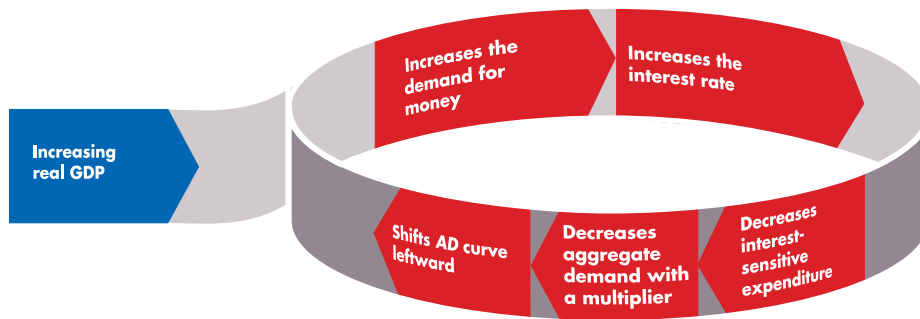 Increasing
real GDP
Increases the
demand for
money
Increases the
interest rate
Decreases
interest-
sensitive
expenditure
Decreases
aggregate
demand with
a multiplier
Shifts AD curve
leftward